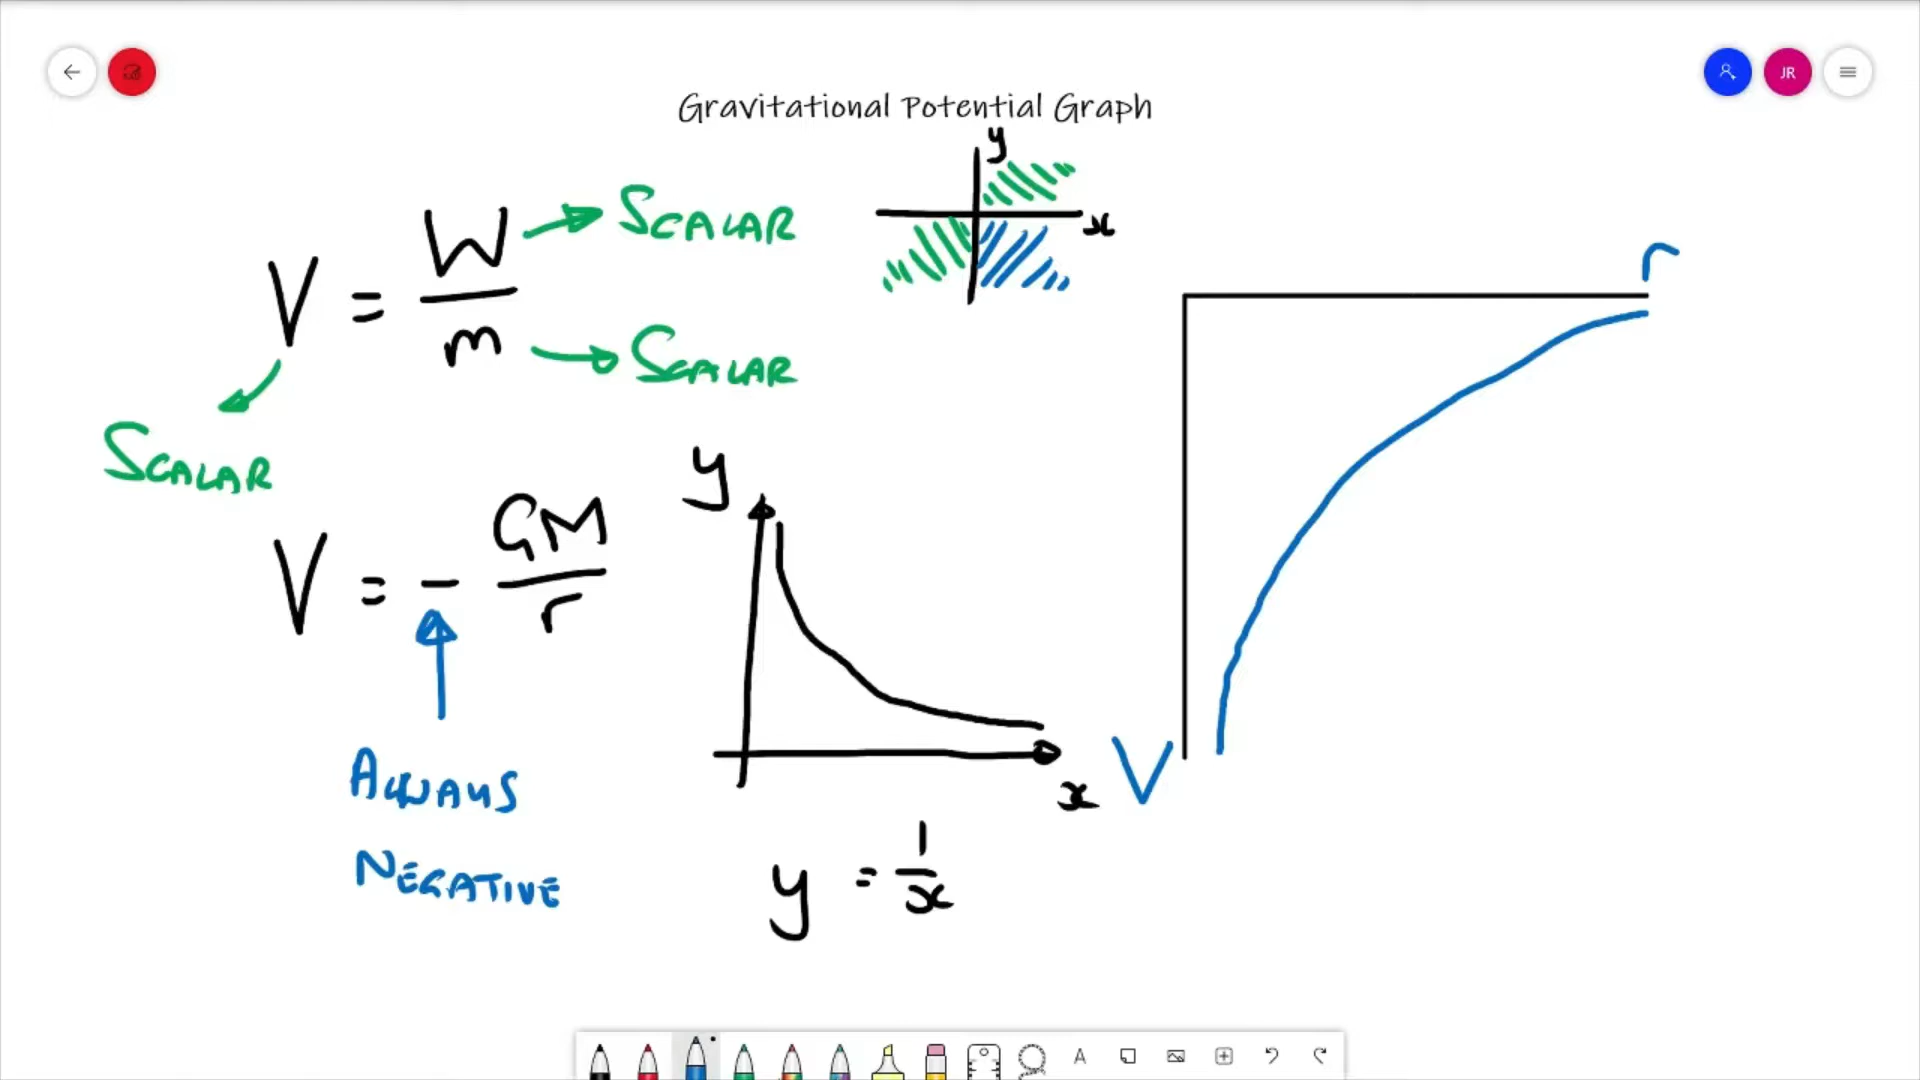 JR
Gravitational Potential Graph
y
x
V = W/m
→ SCALAR
→ SCALAR
SCALAR
V = - GM/r
ALWAYS
NEGATIVE
y
x
y = 1/x
r
V
A